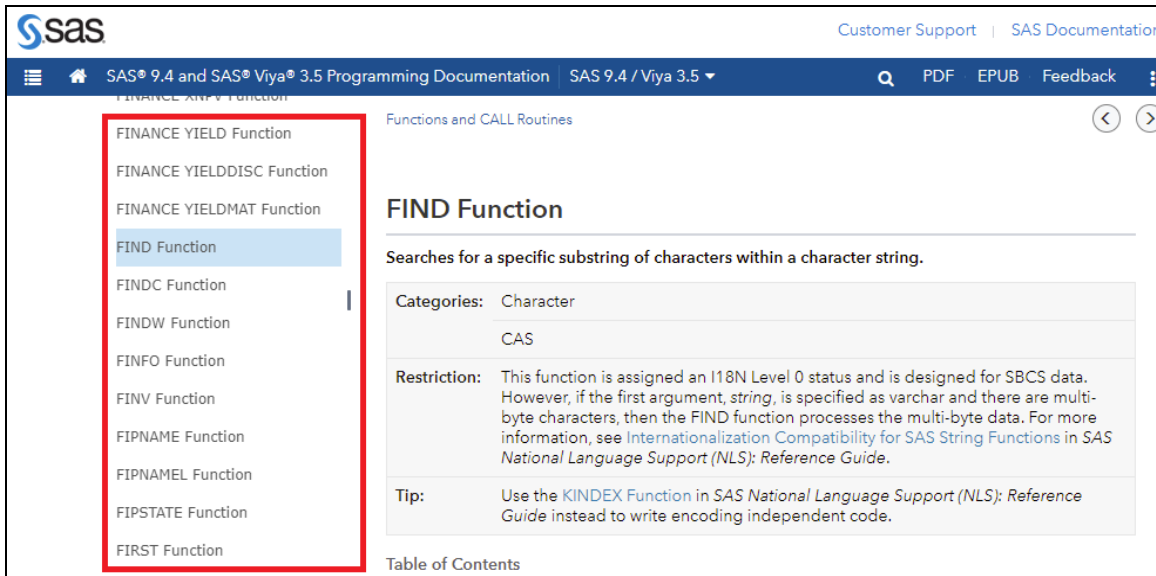 sas
Customer Support | SAS Documentation
SAS® 9.4 and SAS® Viya® 3.5 Programming Documentation | SAS 9.4 / Viya 3.5
PDF EPUB Feedback
FINANCE XNPV Function
FINANCE YIELD Function
FINANCE YIELDDISC Function
FINANCE YIELDMAT Function
FIND Function
FINDC Function
FINDW Function
FINFO Function
FINV Function
FIPNAME Function
FIPNAMEL Function
FIPSTATE Function
FIRST Function
Functions and CALL Routines
FIND Function
Searches for a specific substring of characters within a character string.
Categories: Character
CAS
Restriction: This function is assigned an I18N Level 0 status and is designed for SBCS data.
However, if the first argument, string, is specified as varchar and there are multi-
byte characters, then the FIND function processes the multi-byte data. For more
information, see Internationalization Compatibility for SAS String Functions in SAS
National Language Support (NLS): Reference Guide.
Tip: Use the KINDEX Function in SAS National Language Support (NLS): Reference
Guide instead to write encoding independent code.
Table of Contents